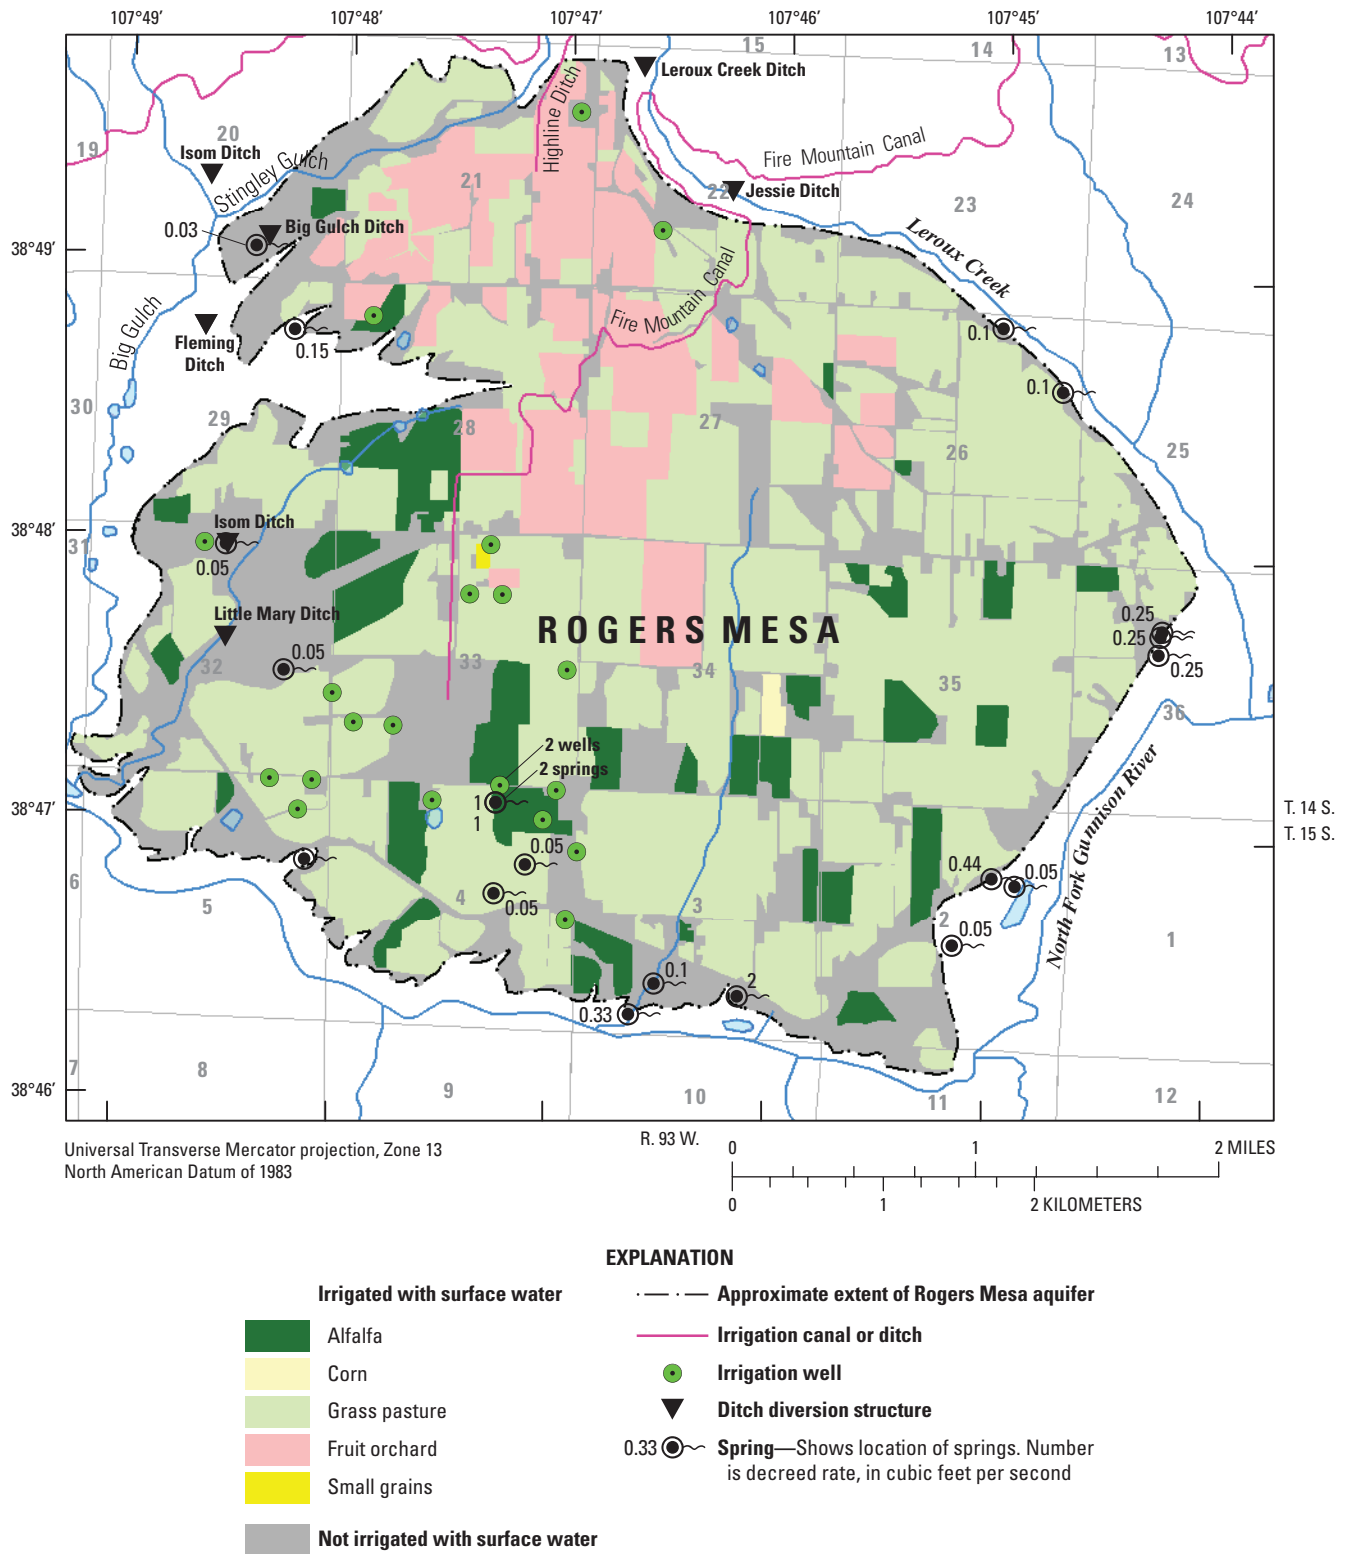 107°49'
107°48'
107°47'
107°46'
107°45'
107°44'
15
14
13
Leroux Creek Ditch
Highline Ditch
20
19
Isom Ditch
Stingley Gulch
Fire Mountain Canal
21
22
Jessie Ditch
23
24
0.03
Big Gulch Ditch
38°49'
Leroux Creek
Big Gulch
Fire Mountain Canal
Fleming
Ditch
0.15
0.1
0.1
30
29
28
27
26
25
38°48'
31
Isom Ditch
0.05
Little Mary Ditch
0.05
32
33
ROGERS MESA
34
35
0.25
0.25
0.25
36
2 wells
2 springs
1
1
38°47'
T. 14 S.
T. 15 S.
North Fork Gunnison River
0.05
0.05
0.44
0.05
0.05
6
5
4
3
2
1
0.1
2
0.33
7
8
9
10
11
12
38°46'
Universal Transverse Mercator projection, Zone 13
North American Datum of 1983
R. 93 W.
0
1
2 MILES
0
1
2 KILOMETERS
EXPLANATION
Irrigated with surface water
Alfalfa
Corn
Grass pasture
Fruit orchard
Small grains
Not irrigated with surface water
Approximate extent of Rogers Mesa aquifer
Irrigation canal or ditch
Irrigation well
Ditch diversion structure
0.33
Spring—Shows location of springs. Number
is decreed rate, in cubic feet per second